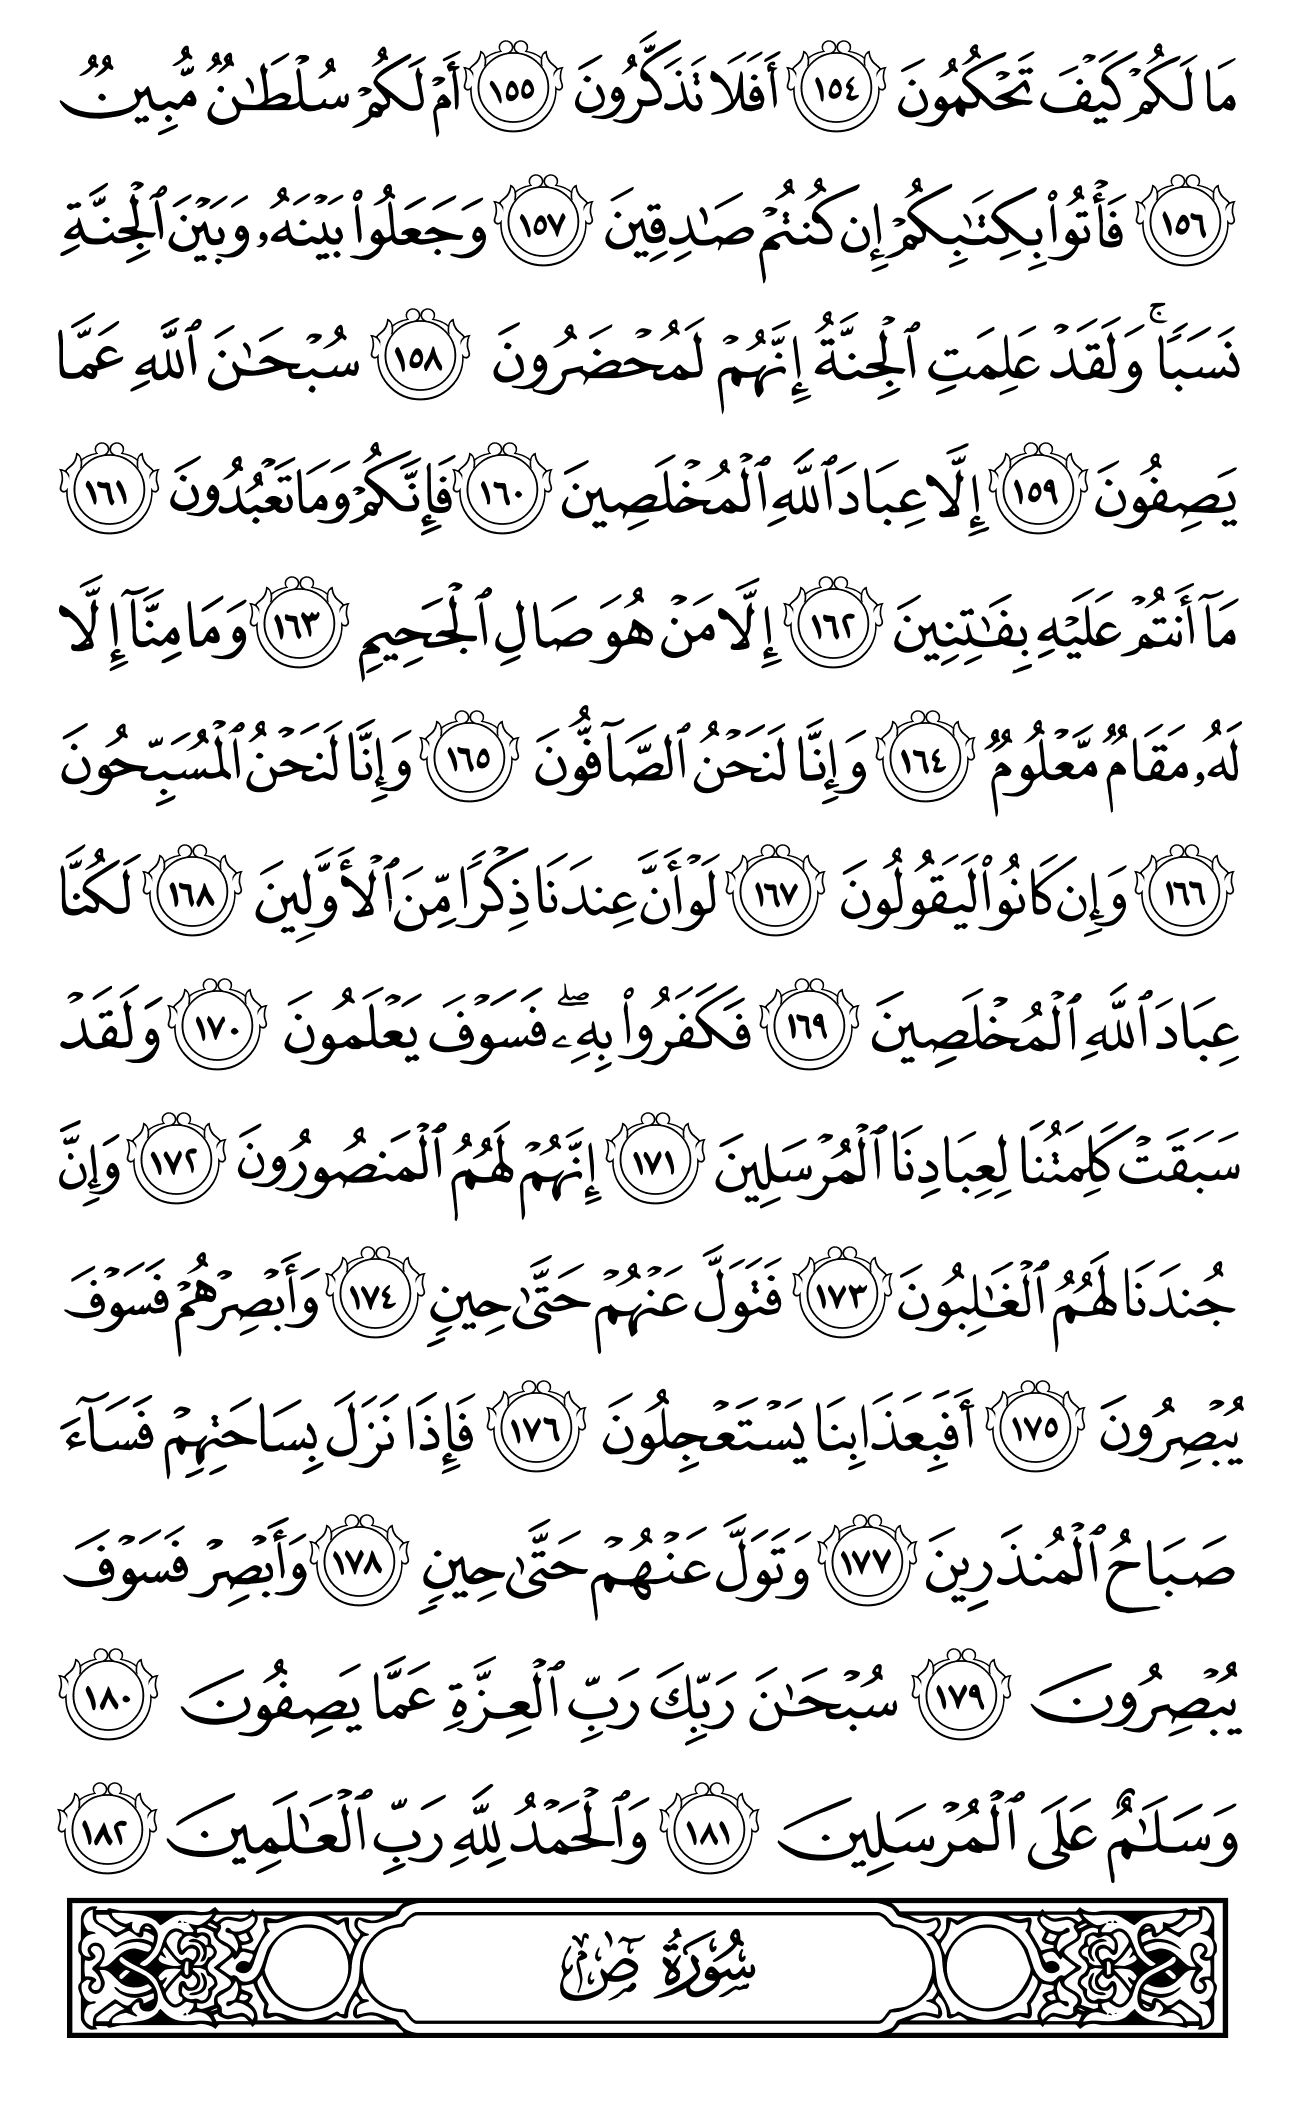 مَا لَكُمۡ كَيۡفَ تَحۡكُمُونَ ١٥٤ أَفَلَا تَذَكَّرُونَ ١٥٥ أَمۡ لَكُمۡ سُلۡطَٰنٞ مُّبِينٞ
١٥٦ فَأۡتُواْ بِكِتَٰبِكُمۡ إِن كُنتُمۡ صَٰدِقِينَ ١٥٧ وَجَعَلُواْ بَيۡنَهُۥ وَبَيۡنَ ٱلۡجِنَّةِ
نَسَبٗاۚ وَلَقَدۡ عَلِمَتِ ٱلۡجِنَّةُ إِنَّهُمۡ لَمُحۡضَرُونَ ١٥٨ سُبۡحَٰنَ ٱللَّهِ عَمَّا
يَصِفُونَ ١٥٩ إِلَّا عِبَادَ ٱللَّهِ ٱلۡمُخۡلَصِينَ ١٦٠ فَإِنَّكُمۡ وَمَا تَعۡبُدُونَ ١٦١
مَآ أَنتُمۡ عَلَيۡهِ بِفَٰتِنِينَ ١٦٢ إِلَّا مَنۡ هُوَ صَالِ ٱلۡجَحِيمِ ١٦٣ وَمَا مِنَّآ إِلَّا
لَهُۥ مَقَامٞ مَّعۡلُومٞ ١٦٤ وَإِنَّا لَنَحۡنُ ٱلصَّآفُّونَ ١٦٥ وَإِنَّا لَنَحۡنُ ٱلۡمُسَبِّحُونَ
١٦٦ وَإِن كَانُواْ لَيَقُولُونَ ١٦٧ لَوۡ أَنَّ عِندَنَا ذِكۡرٗا مِّنَ ٱلۡأَوَّلِينَ ١٦٨ لَكُنَّا
عِبَادَ ٱللَّهِ ٱلۡمُخۡلَصِينَ ١٦٩ فَكَفَرُواْ بِهِۦۖ فَسَوۡفَ يَعۡلَمُونَ ١٧٠ وَلَقَدۡ
سَبَقَتۡ كَلِمَتُنَا لِعِبَادِنَا ٱلۡمُرۡسَلِينَ ١٧١ إِنَّهُمۡ لَهُمُ ٱلۡمَنصُورُونَ ١٧٢ وَإِنَّ
جُندَنَا لَهُمُ ٱلۡغَٰلِبُونَ ١٧٣ فَتَوَلَّ عَنۡهُمۡ حَتَّىٰ حِينٖ ١٧٤ وَأَبۡصِرۡهُمۡ فَسَوۡفَ
يُبۡصِرُونَ ١٧٥ أَفَبِعَذَابِنَا يَسۡتَعۡجِلُونَ ١٧٦ فَإِذَا نَزَلَ بِسَاحَتِهِمۡ فَسَآءَ
صَبَاحُ ٱلۡمُنذَرِينَ ١٧٧ وَتَوَلَّ عَنۡهُمۡ حَتَّىٰ حِينٖ ١٧٨ وَأَبۡصِرۡ فَسَوۡفَ
يُبۡصِرُونَ ١٧٩ سُبۡحَٰنَ رَبِّكَ رَبِّ ٱلۡعِزَّةِ عَمَّا يَصِفُونَ ١٨٠
وَسَلَٰمٌ عَلَى ٱلۡمُرۡسَلِينَ ١٨١ وَٱلۡحَمۡدُ لِلَّهِ رَبِّ ٱلۡعَٰلَمِينَ ١٨٢
سُورَةُ صٓ